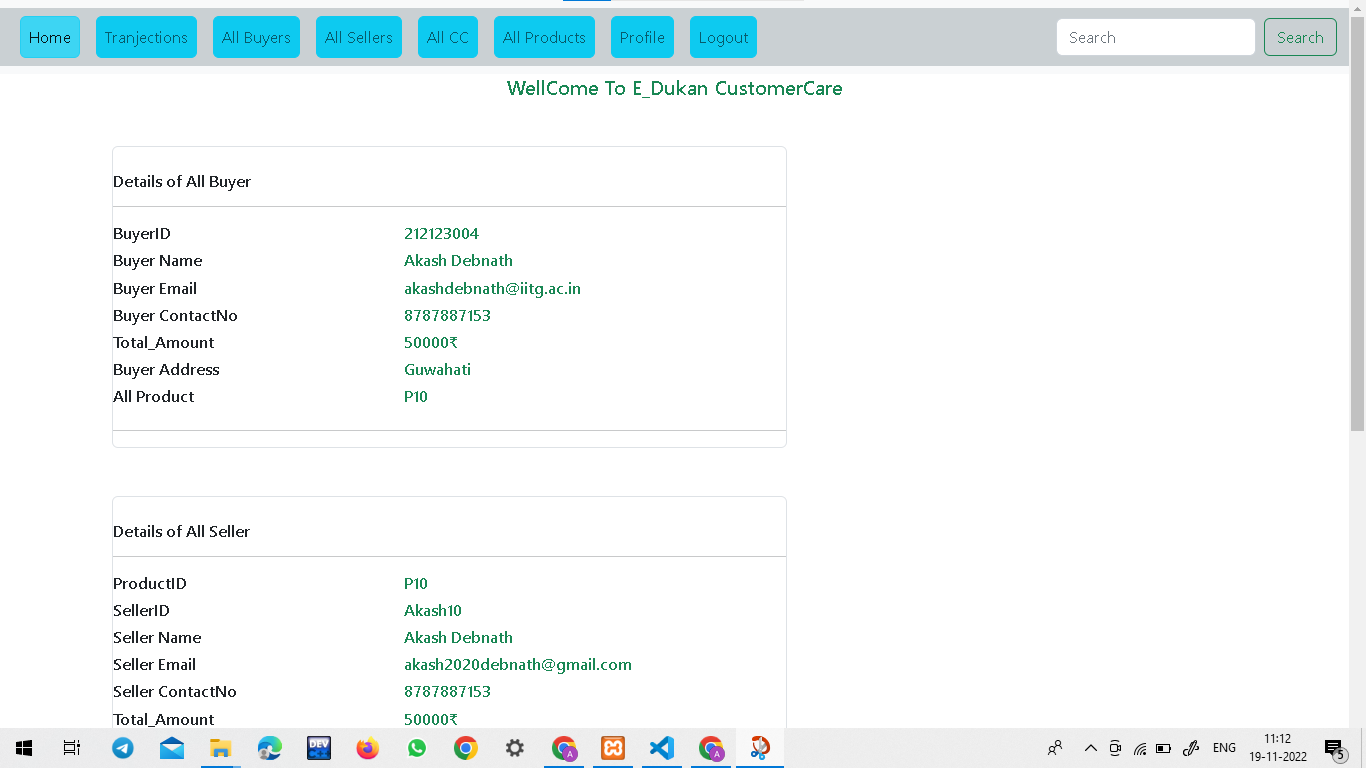 Home Tranjections All Buyers All Sellers All CC All Products Profile Logout Search Search
WellCome To E_Dukan CustomerCare
Details of All Buyer
BuyerID 212123004
Buyer Name Akash Debnath
Buyer Email akashdebnath@iitg.ac.in
Buyer ContactNo 8787887153
Total_Amount 50000₹
Buyer Address Guwahati
All Product P10
Details of All Seller
ProductID P10
SellerID Akash10
Seller Name Akash Debnath
Seller Email akash2020debnath@gmail.com
Seller ContactNo 8787887153
Total_Amount 50000₹
DEV
A
A
ENG
11:12
19-11-2022
5